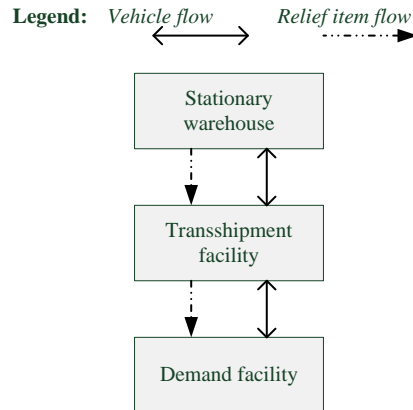 Legend: Vehicle flow Relief item flow
Stationary
warehouse
Transshipment
facility
Demand facility